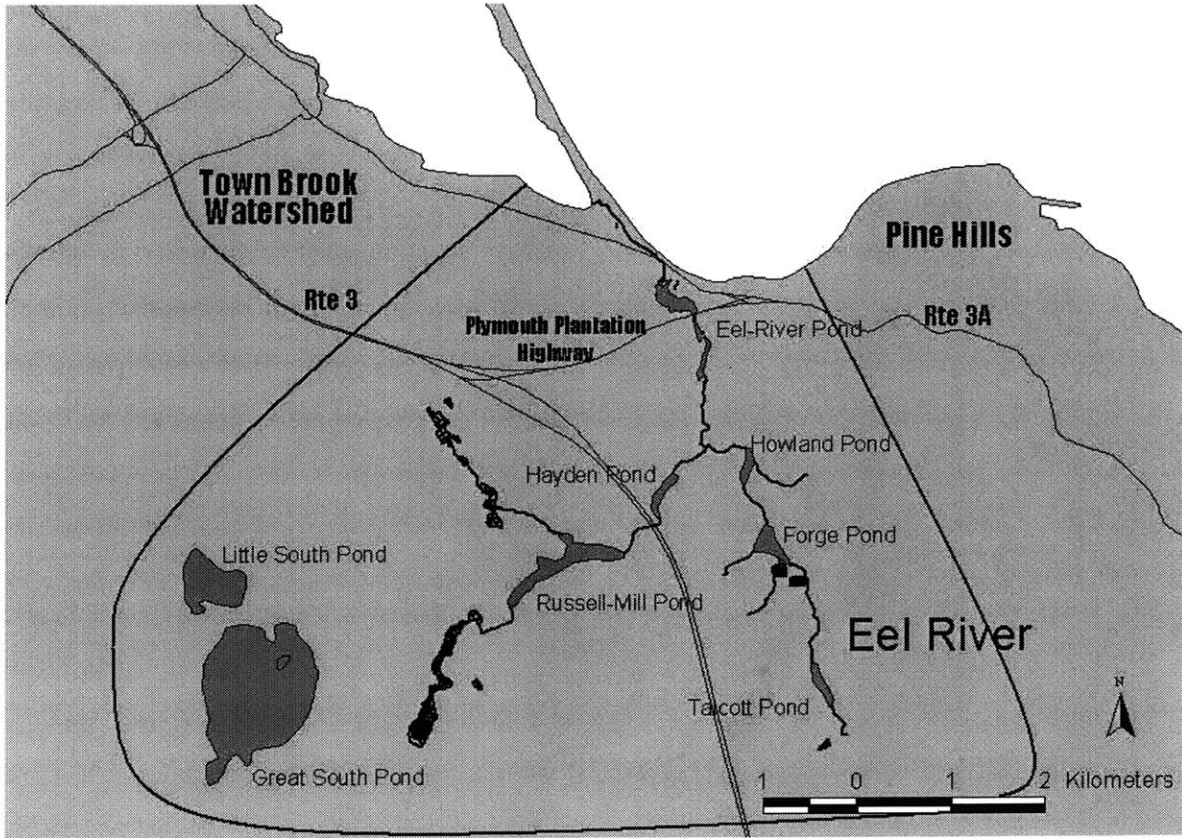 Town Brook
Watershed
Pine Hills
Rte 3
Rte 3A
Plymouth Plantation
Highway
Eel-River Pond
Howland Pond
Hayden Pond
Forge Pond
Little South Pond
Russell-Mill Pond
Eel River
Talcott Pond
Great South Pond
N
1 0 1 2 Kilometers